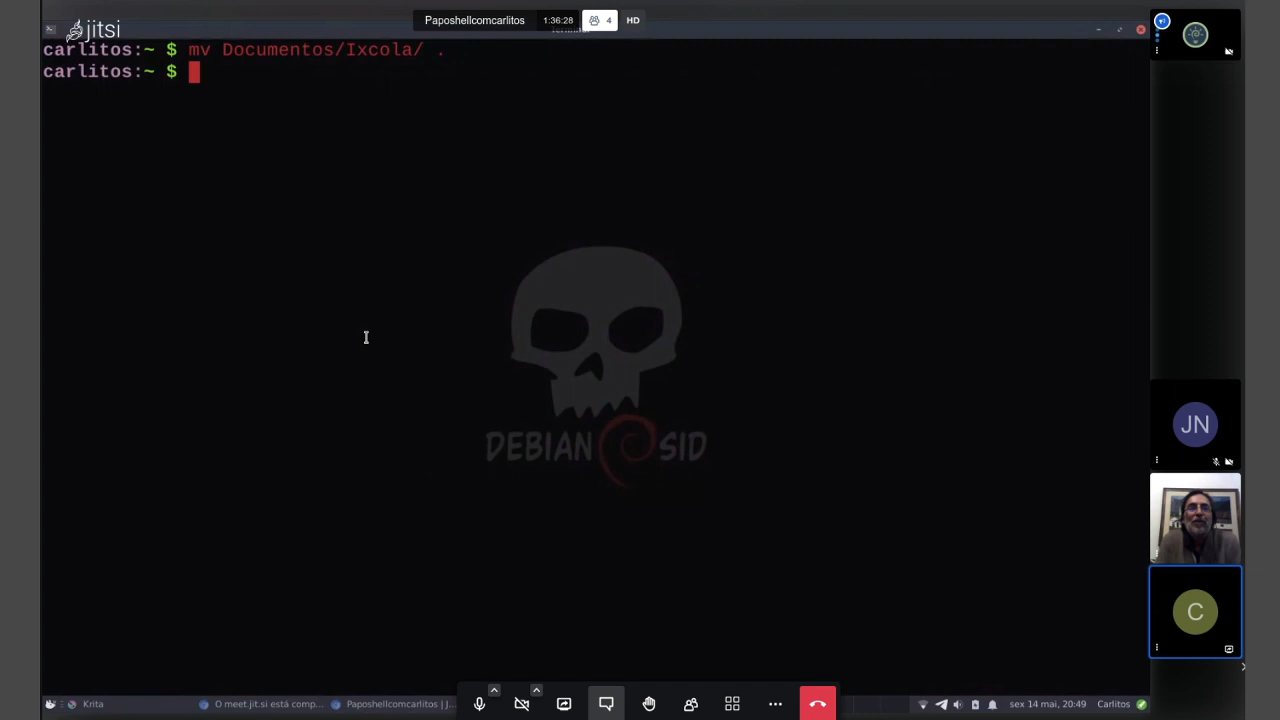 jitsi
Paposhellcomcarlitos 1:36:28 4 HD
carlitos:~ $ mv Documentos/Ixcola/ .
carlitos:~ $
DEBIAN SID
JN
C
Krita O meet.jit.si está comp... Paposhellcomcarlitos | J... sex 14 mai, 20:49 Carlitos